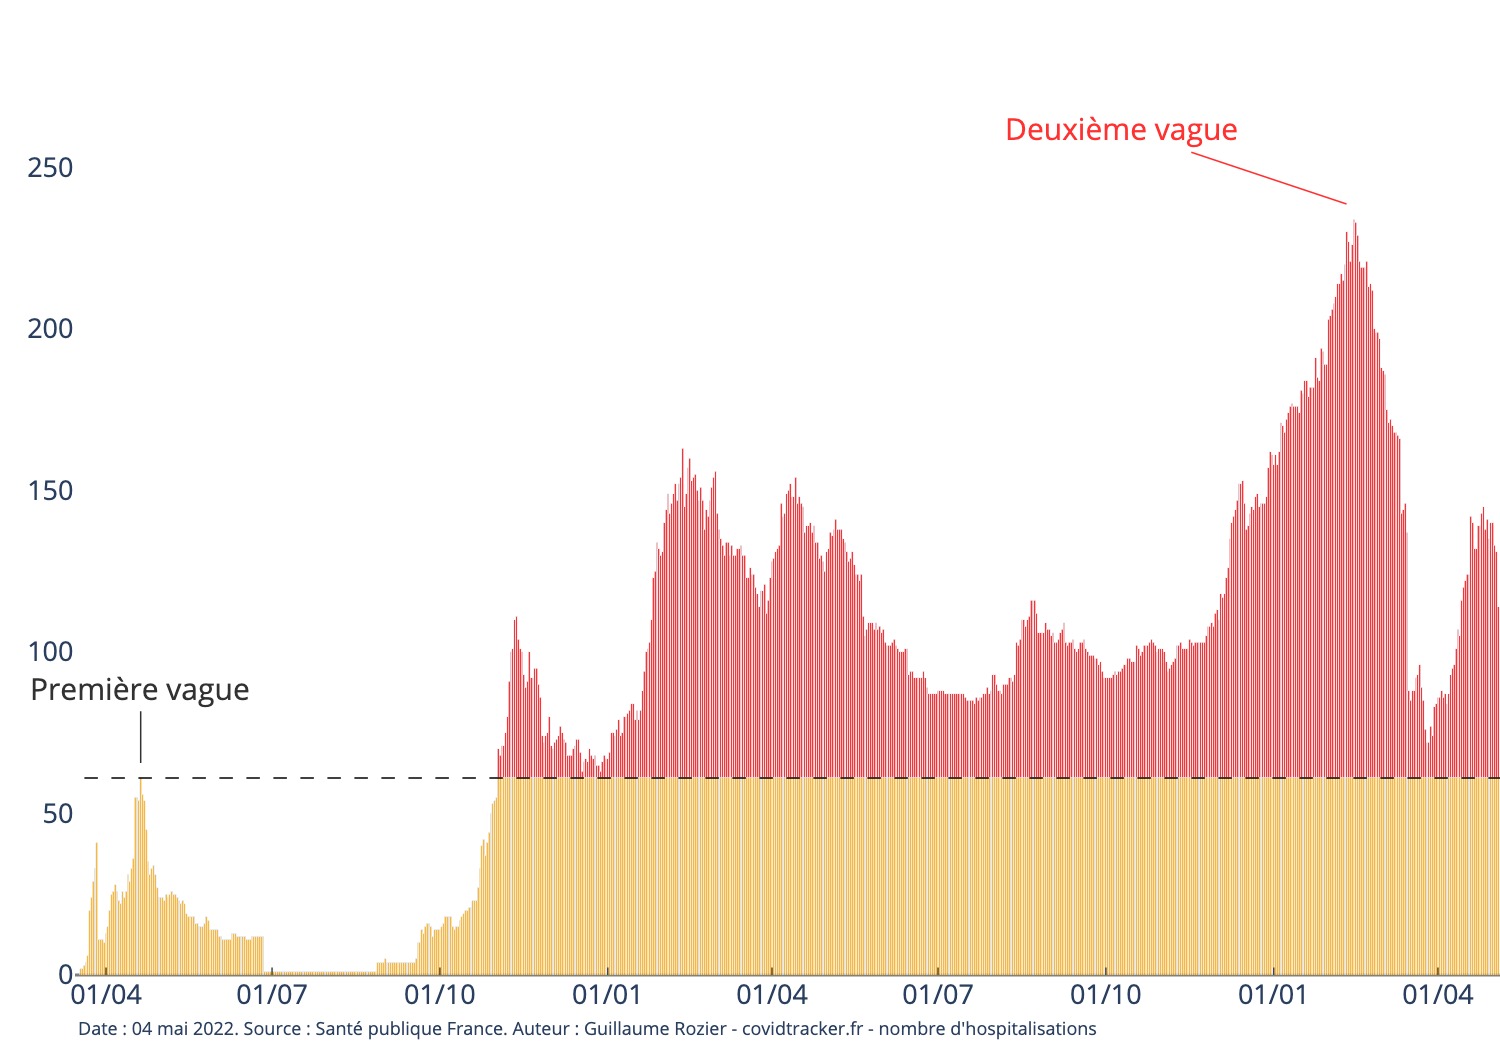 Deuxième vague
250
200
150
100
Première vague
50
0
01/04 01/07 01/10 01/01 01/04 01/07 01/10 01/01 01/04
Date : 04 mai 2022. Source : Santé publique France. Auteur : Guillaume Rozier - covidtracker.fr - nombre d'hospitalisations